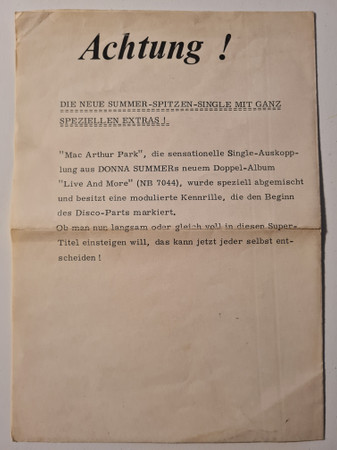 Achtung !
DIE NEUE SUMMER-SPITZEN-SINGLE MIT GANZ
SPEZIELLEN EXTRAS !
"Mac Arthur Park", die sensationelle Single-Auskopp-
lung aus DONNA SUMMERs neuem Doppel-Album
"Live And More" (NB 7044), wurde speziell abgemischt
und besitzt eine modulierte Kennrille, die den Beginn
des Disco-Parts markiert.
Ob man nun langsam oder gleich voll in diesen Super-
Titel einsteigen will, das kann jetzt jeder selbst ent-
scheiden !